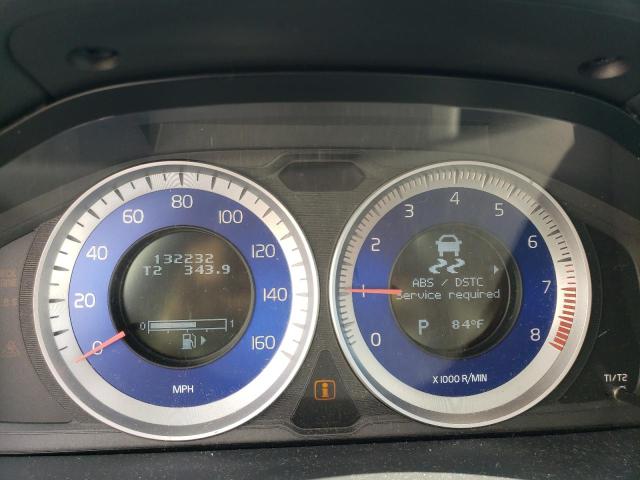 132232
T2 343.9
0 1
0 20 40 60 80 100 120 140 160
MPH
ABS / DSTC
Service required
P 84°F
0 1 2 3 4 5 6 7 8
X 1000 R/MIN
i
T1/T2